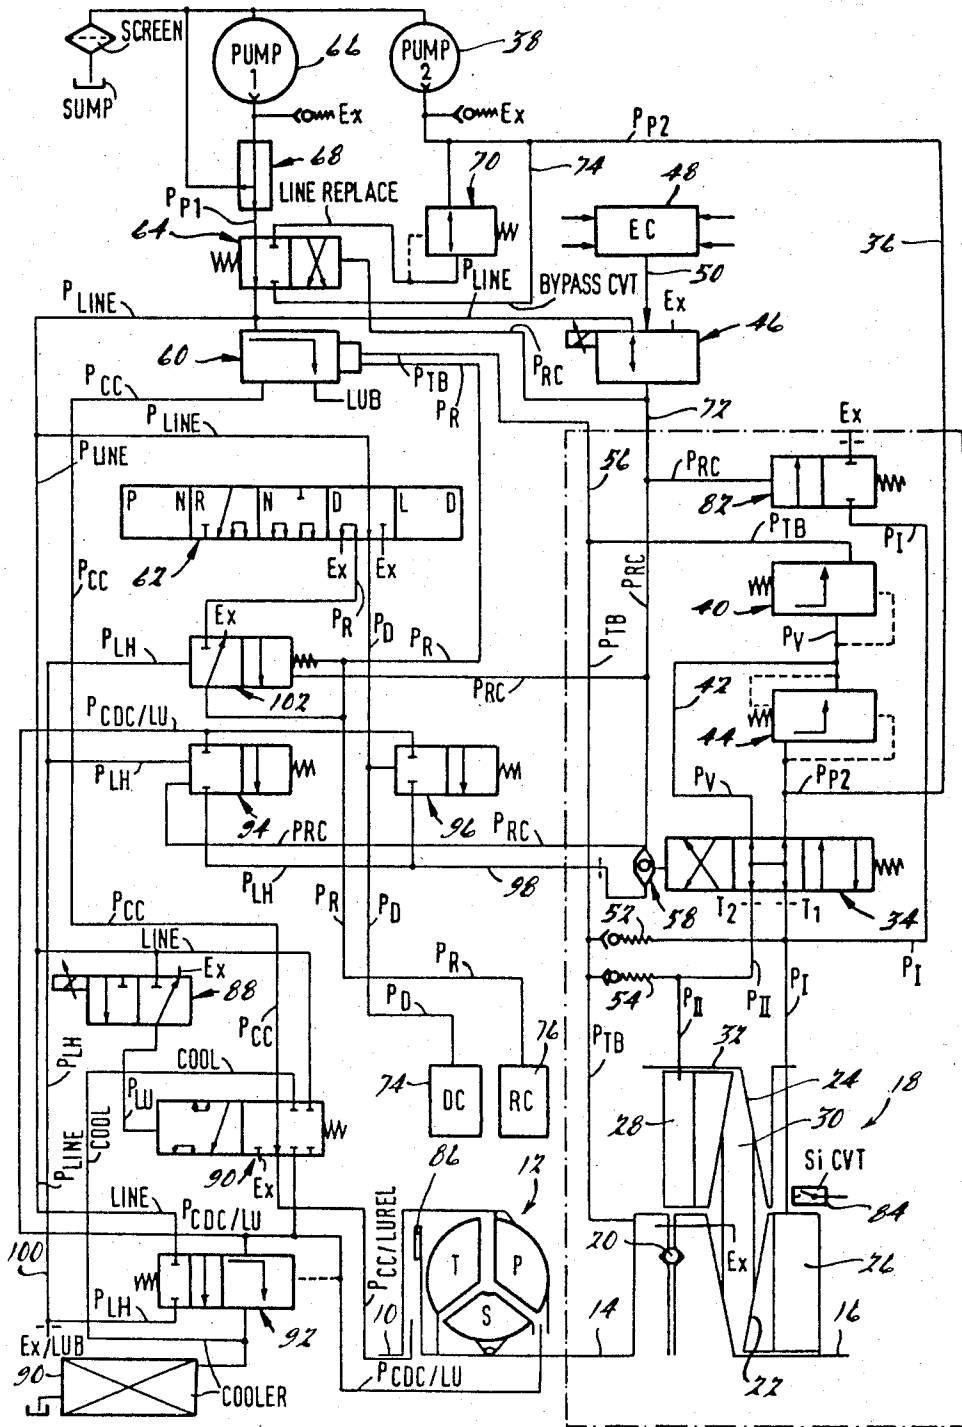 SCREEN
SUMP
PUMP
1
66
PUMP
2
38
Ex
Ex
PP2
68
LINE REPLACE
70
74
48
PP1
64
EC
36
PLINE
BYPASS CVT
50
Ex
PLINE
46
60
PTB
PRC
PCC
LUB
PR
72
PLINE
Ex
PLINE
56
PRC
82
P N R N D L D
PTB
PI
62
Ex Ex
PCC
PR
PRC
40
Ex
PD
PTB
PV
PLH
PR
PRC
42
102
PCDC/LU
44
PLH
PV
PP2
94
96
PRC
PRC
PLH
98
58
T2
T1
34
PCC
PR
PD
52
LINE
PR
PI
Ex
88
54
PII
PII
PI
PCC
PD
PLH
76
PTB
32
COOL
74
24
18
PLU
DC
RC
28
30
PLINE
COOL
86
Si CVT
90
Ex
12
84
LINE
PCDC/LU
20
T
P
Ex
26
100
PCC/LUREL
S
PLH
92
10
14
16
Ex/LUB
90
COOLER
PCDC/LU
22